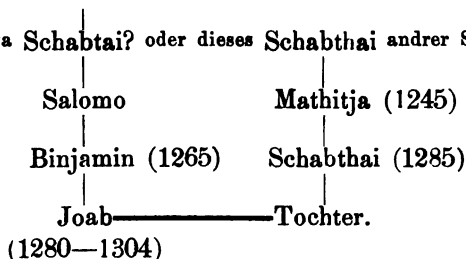 Schabtai? oder dieses Schabthai andrer
Salomo Mathitja (1245)
Binjamin (1265) Schabthai (1285)
Joab Tochter.
(1280—1304)